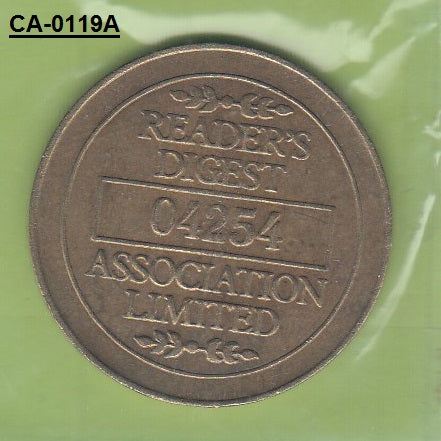 CA-0119A
READER'S
DIGEST
04254
ASSOCIATION
LIMITED